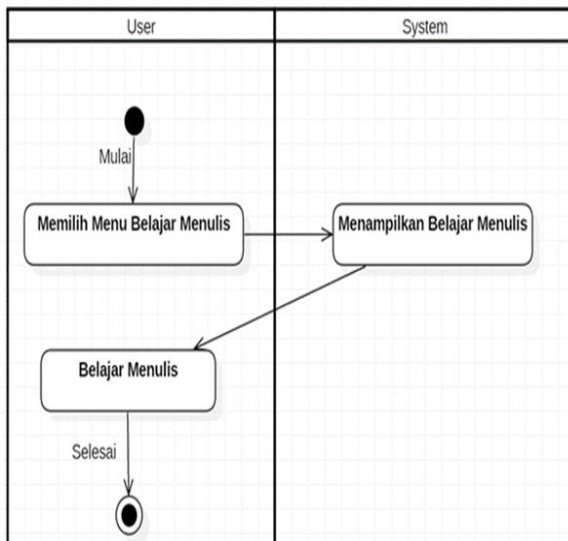 User
System
Mulai
Memilih Menu Belajar Menulis
Menampilkan Belajar Menulis
Belajar Menulis
Selesai